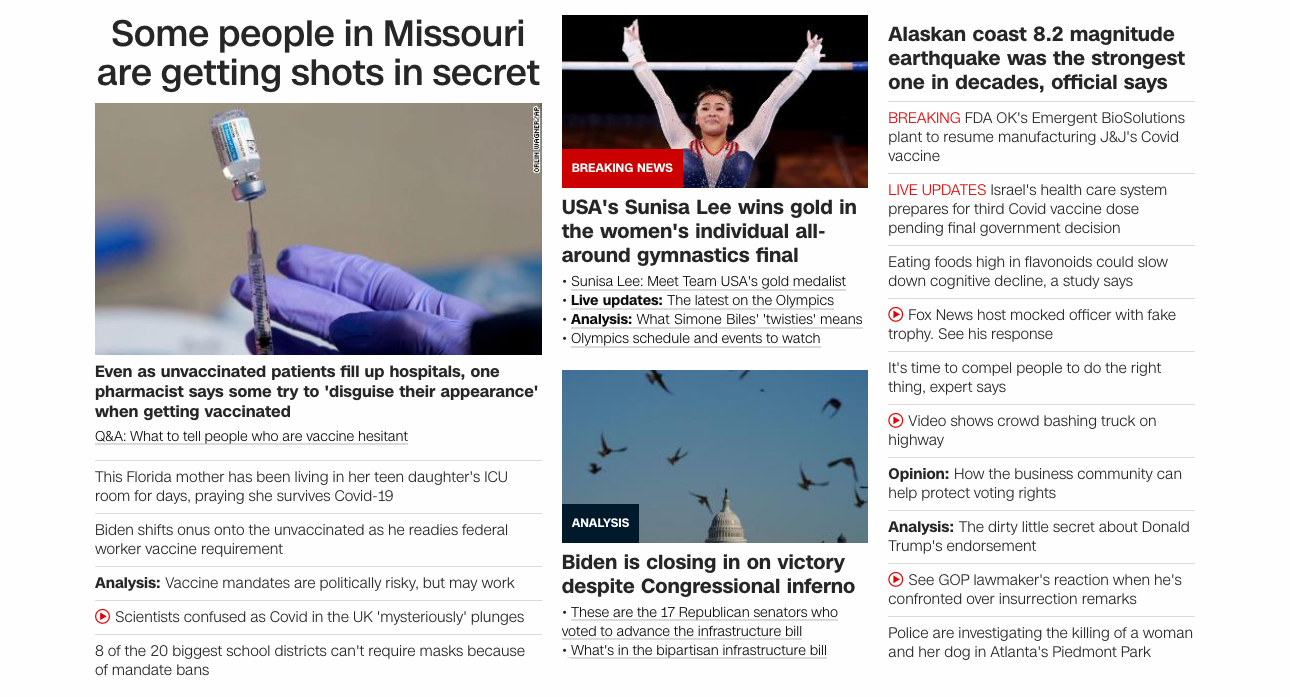 Some people in Missouri
are getting shots in secret
ORLIN WAGNER/AP
Even as unvaccinated patients fill up hospitals, one
pharmacist says some try to 'disguise their appearance'
when getting vaccinated
Q&A: What to tell people who are vaccine hesitant
This Florida mother has been living in her teen daughter's ICU
room for days, praying she survives Covid-19
Biden shifts onus onto the unvaccinated as he readies federal
worker vaccine requirement
Analysis: Vaccine mandates are politically risky, but may work
Scientists confused as Covid in the UK 'mysteriously' plunges
8 of the 20 biggest school districts can't require masks because
of mandate bans
BREAKING NEWS
USA's Sunisa Lee wins gold in
the women's individual all-
around gymnastics final
• Sunisa Lee: Meet Team USA's gold medalist
• Live updates: The latest on the Olympics
• Analysis: What Simone Biles' 'twisties' means
• Olympics schedule and events to watch
ANALYSIS
Biden is closing in on victory
despite Congressional inferno
• These are the 17 Republican senators who
voted to advance the infrastructure bill
• What's in the bipartisan infrastructure bill
Alaskan coast 8.2 magnitude
earthquake was the strongest
one in decades, official says
BREAKING FDA OK's Emergent BioSolutions
plant to resume manufacturing J&J's Covid
vaccine
LIVE UPDATES Israel's health care system
prepares for third Covid vaccine dose
pending final government decision
Eating foods high in flavonoids could slow
down cognitive decline, a study says
Fox News host mocked officer with fake
trophy. See his response
It's time to compel people to do the right
thing, expert says
Video shows crowd bashing truck on
highway
Opinion: How the business community can
help protect voting rights
Analysis: The dirty little secret about Donald
Trump's endorsement
See GOP lawmaker's reaction when he's
confronted over insurrection remarks
Police are investigating the killing of a woman
and her dog in Atlanta's Piedmont Park